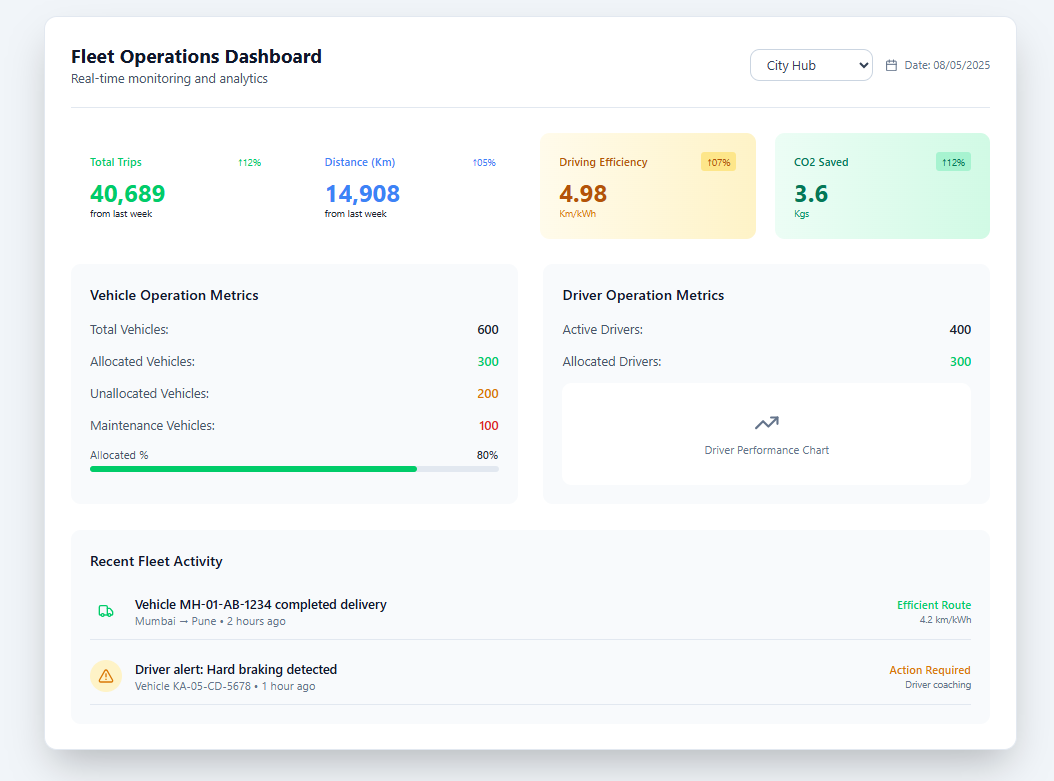 Fleet Operations Dashboard
Real-time monitoring and analytics
City Hub
Date: 08/05/2025
Total Trips
↑12%
40,689
from last week
Distance (Km)
↑05%
14,908
from last week
Driving Efficiency
↑07%
4.98
Km/kWh
CO2 Saved
↑12%
3.6
Kgs
Vehicle Operation Metrics
Total Vehicles: 600
Allocated Vehicles: 300
Unallocated Vehicles: 200
Maintenance Vehicles: 100
Allocated % 80%
Driver Operation Metrics
Active Drivers: 400
Allocated Drivers: 300
Driver Performance Chart
Recent Fleet Activity
Vehicle MH-01-AB-1234 completed delivery
Mumbai → Pune • 2 hours ago
Efficient Route
4.2 km/kWh
Driver alert: Hard braking detected
Vehicle KA-05-CD-5678 • 1 hour ago
Action Required
Driver coaching